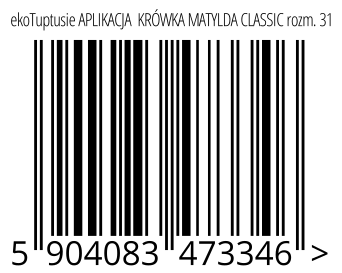 ekoTuptusie APLIKACJA  KRÓWKA MATYLDA CLASSIC rozm. 31
5 904083 473346 >